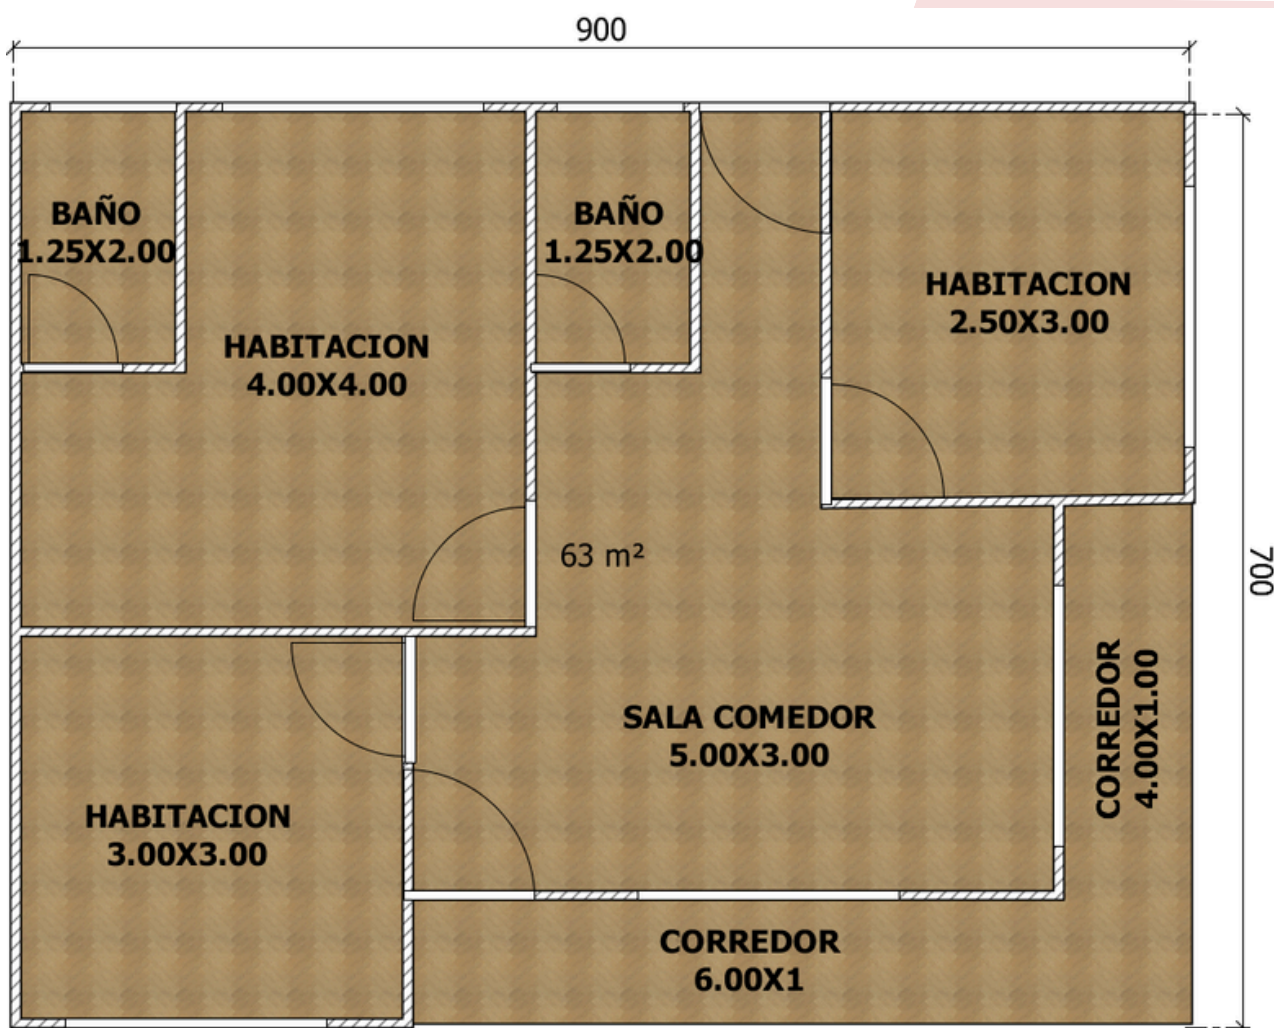 900
BAÑO
1.25X2.00
BAÑO
1.25X2.00
HABITACION
2.50X3.00
HABITACION
4.00X4.00
63 m²
700
SALA COMEDOR
5.00X3.00
CORREDOR
4.00X1.00
HABITACION
3.00X3.00
CORREDOR
6.00X1